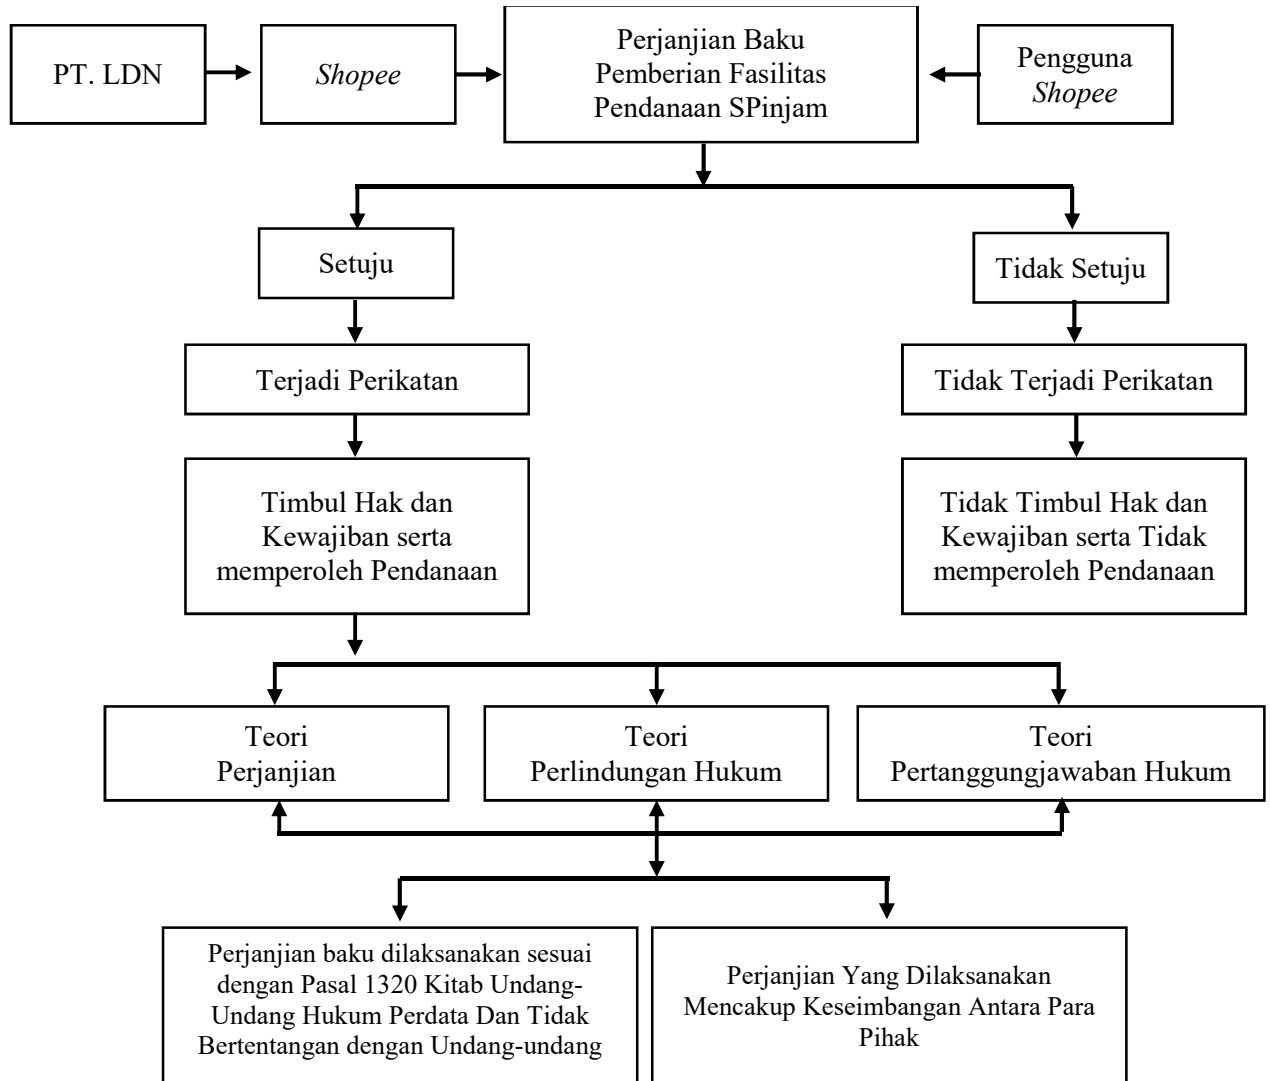 PT. LDN
Shopee
Perjanjian Baku
Pemberian Fasilitas
Pendanaan SPinjam
Pengguna
Shopee
Setuju
Tidak Setuju
Terjadi Perikatan
Tidak Terjadi Perikatan
Timbul Hak dan
Kewajiban serta
memperoleh Pendanaan
Tidak Timbul Hak dan
Kewajiban serta Tidak
memperoleh Pendanaan
Teori
Perjanjian
Teori
Perlindungan Hukum
Teori
Pertanggungjawaban Hukum
Perjanjian baku dilaksanakan sesuai
dengan Pasal 1320 Kitab Undang-
Undang Hukum Perdata Dan Tidak
Bertentangan dengan Undang-undang
Perjanjian Yang Dilaksanakan
Mencakup Keseimbangan Antara Para
Pihak